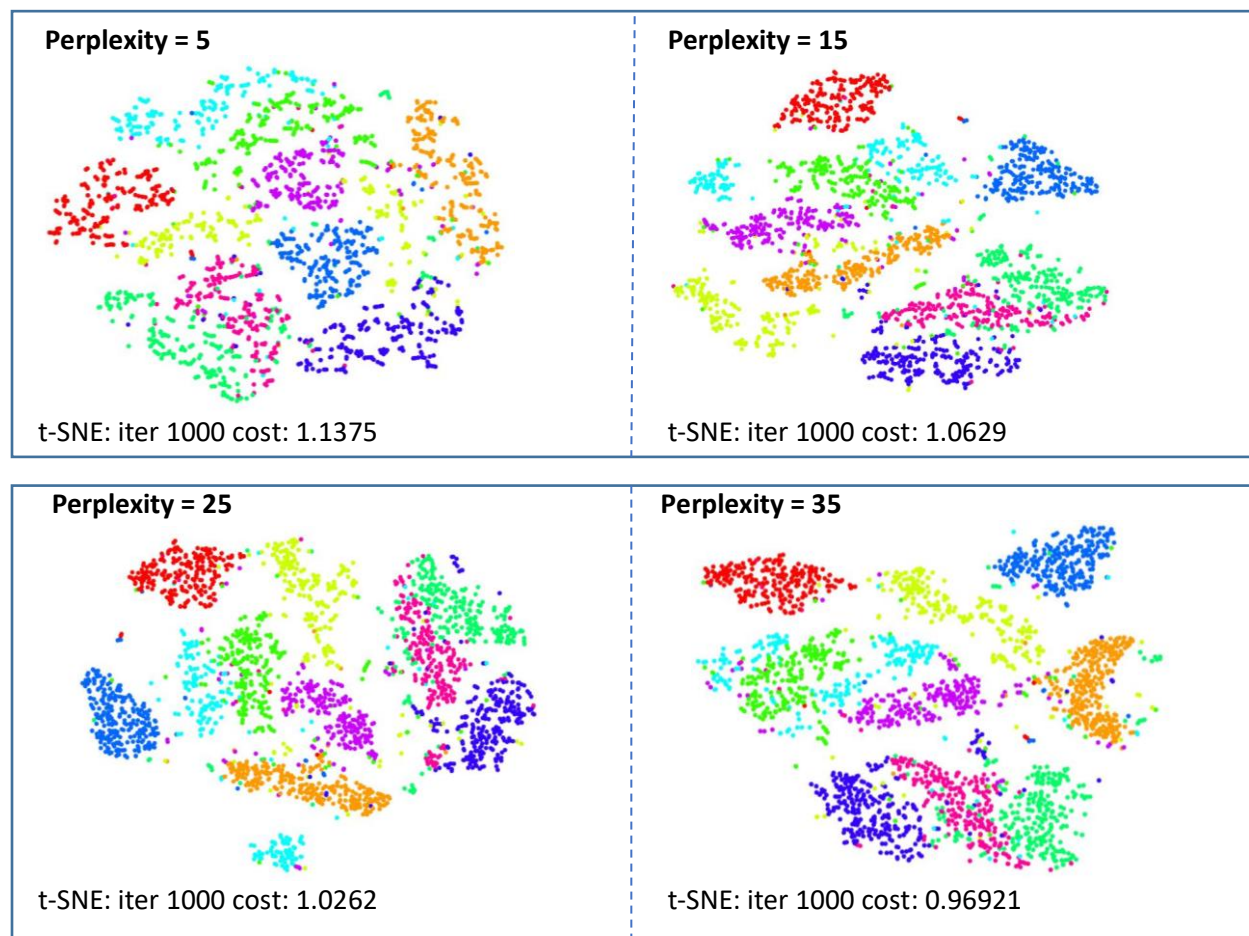 Perplexity = 5
Perplexity = 15
t-SNE: iter 1000 cost: 1.1375
t-SNE: iter 1000 cost: 1.0629
Perplexity = 25
Perplexity = 35
t-SNE: iter 1000 cost: 1.0262
t-SNE: iter 1000 cost: 0.96921